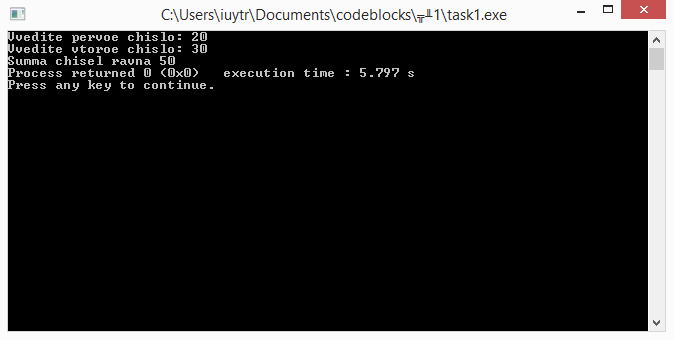 C:\Users\iuytr\Documents\codeblocks\╦╨1\task1.exe
Vvedite pervoe chislo: 20
Vvedite vtoroe chislo: 30
Summa chisel ravna 50
Process returned 0 (0x0)   execution time : 5.797 s
Press any key to continue.